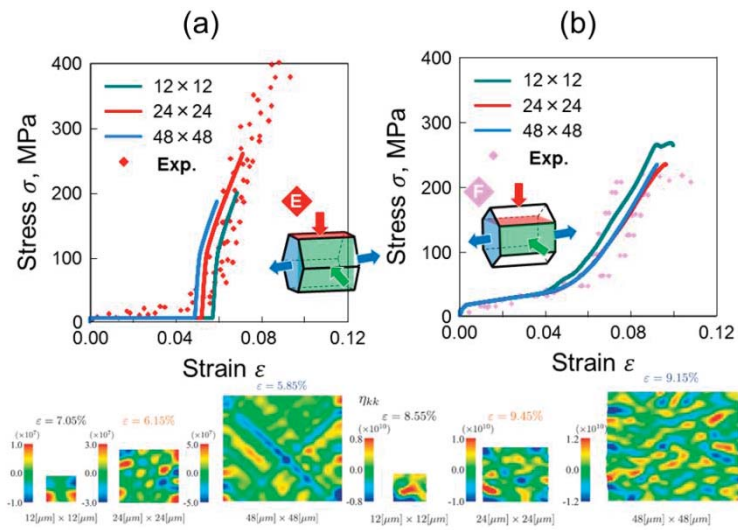 (a)
400
300
200
100
0
0.00
0.04
0.08
0.12
Stress σ, MPa
Strain ε
12×12
24×24
48×48
Exp.
E
(b)
400
300
200
100
0
0.00
0.04
0.08
0.12
Stress σ, MPa
Strain ε
12×12
24×24
48×48
Exp.
F
ε = 7.05%
(×10⁷)
1.0
0.0
-1.0
12[μm]×12[μm]
ε = 6.15%
(×10⁷)
3.0
0.0
-3.0
24[μm]×24[μm]
ε = 5.85%
(×10⁷)
5.0
0.0
-5.0
48[μm]×48[μm]
ηkk
ε = 8.55%
(×10¹⁰)
0.8
0.0
-0.8
12[μm]×12[μm]
ε = 9.45%
(×10¹⁰)
1.0
0.0
-1.0
24[μm]×24[μm]
ε = 9.15%
(×10¹⁰)
1.2
0.0
-1.2
48[μm]×48[μm]